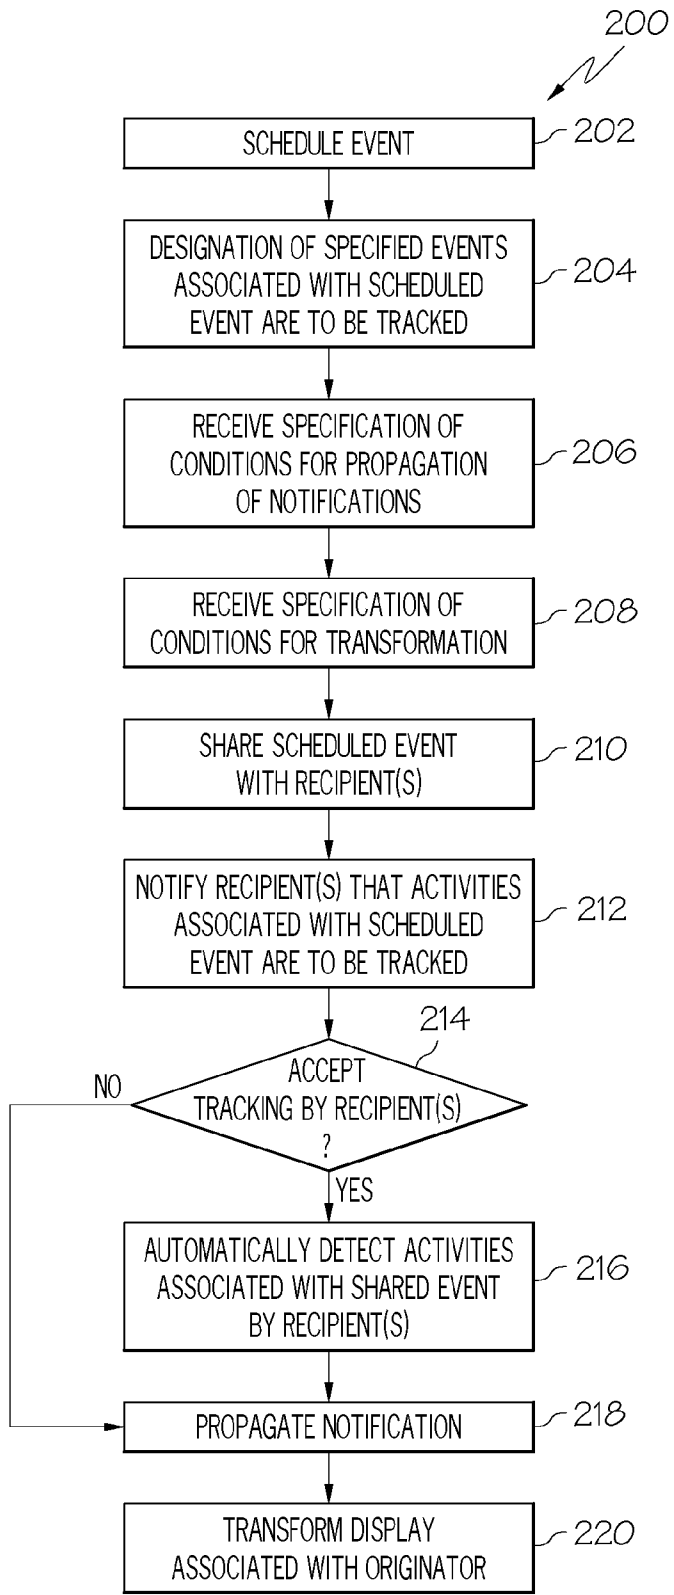 200
SCHEDULE EVENT
202
DESIGNATION OF SPECIFIED EVENTS
ASSOCIATED WITH SCHEDULED
EVENT ARE TO BE TRACKED
204
RECEIVE SPECIFICATION OF
CONDITIONS FOR PROPAGATION
OF NOTIFICATIONS
206
RECEIVE SPECIFICATION OF
CONDITIONS FOR TRANSFORMATION
208
SHARE SCHEDULED EVENT
WITH RECIPIENT(S)
210
NOTIFY RECIPIENT(S) THAT ACTIVITIES
ASSOCIATED WITH SCHEDULED
EVENT ARE TO BE TRACKED
212
214
ACCEPT
TRACKING BY RECIPIENT(S)
?
NO
YES
AUTOMATICALLY DETECT ACTIVITIES
ASSOCIATED WITH SHARED EVENT
BY RECIPIENT(S)
216
PROPAGATE NOTIFICATION
218
TRANSFORM DISPLAY
ASSOCIATED WITH ORIGINATOR
220